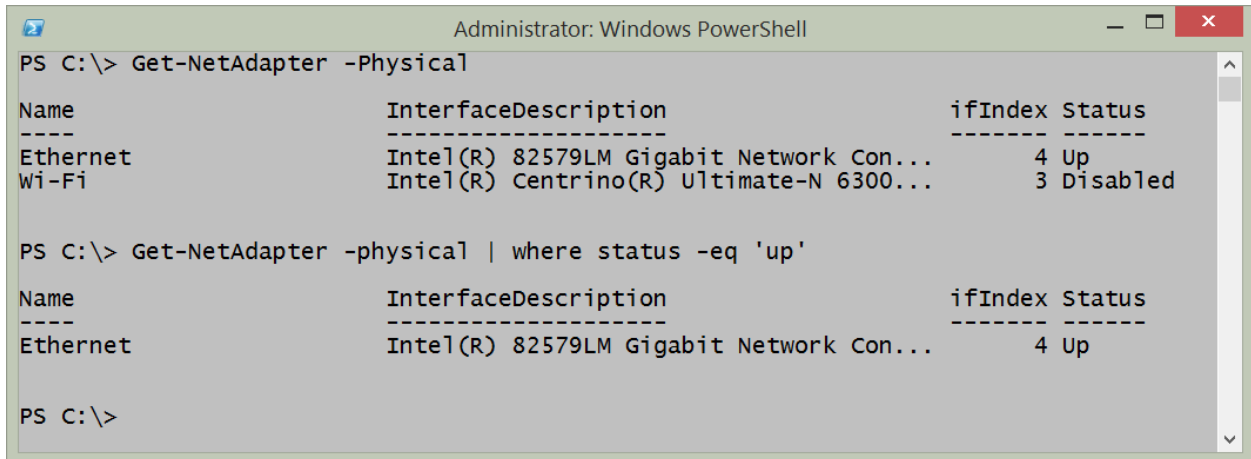 Administrator: Windows PowerShell
PS C:\> Get-NetAdapter -Physical
Name InterfaceDescription ifIndex Status
---- -------------------- ------- ------
Ethernet Intel(R) 82579LM Gigabit Network Con... 4 Up
Wi-Fi Intel(R) Centrino(R) Ultimate-N 6300... 3 Disabled
PS C:\> Get-NetAdapter -physical | where status -eq 'up'
Name InterfaceDescription ifIndex Status
---- -------------------- ------- ------
Ethernet Intel(R) 82579LM Gigabit Network Con... 4 Up
PS C:\>